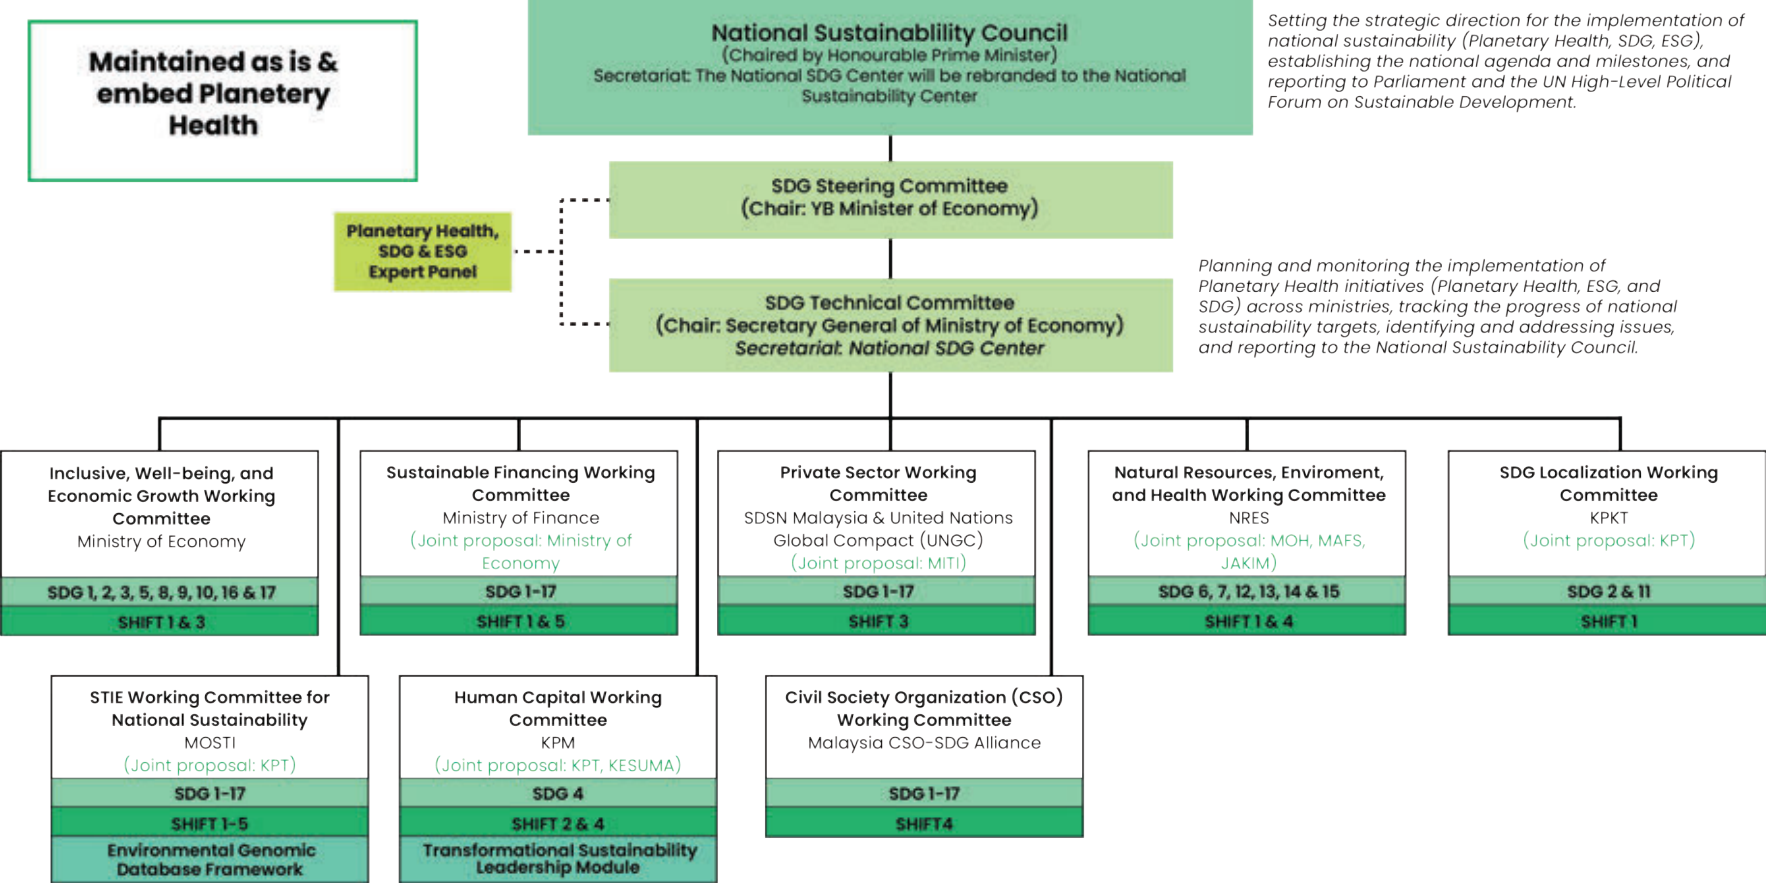 Maintained as is &
embed Planetery
Health
National Sustainablility Council
(Chaired by Honourable Prime Minister)
Secretariat: The National SDG Center will be rebranded to the National
Sustainability Center
Setting the strategic direction for the implementation of
national sustainability (Planetary Health, SDG, ESG),
establishing the national agenda and milestones, and
reporting to Parliament and the UN High-Level Political
Forum on Sustainable Development.
SDG Steering Committee
(Chair: YB Minister of Economy)
Planetary Health,
SDG & ESG
Expert Panel
SDG Technical Committee
(Chair: Secretary General of Ministry of Economy)
Secretarial: National SDG Center
Planning and monitoring the implementation of
Planetary Health initiatives (Planetary Health, ESG, and
SDG) across ministries, tracking the progress of national
sustainability targets, identifying and addressing issues,
and reporting to the National Sustainability Council.
Inclusive, Well-being, and
Economic Growth Working
Committee
Ministry of Economy
SDG 1, 2, 3, 5, 8, 9, 10, 16 & 17
SHIFT 1 & 3
Sustainable Financing Working
Committee
Ministry of Finance
(Joint proposal: Ministry of
Economy
SDG 1-17
SHIFT 1 & 5
Private Sector Working
Committee
SDSN Malaysia & United Nations
Global Compact (UNGC)
(Joint proposal: MITI)
SDG 1-17
SHIFT 3
Natural Resources, Enviroment,
and Health Working Committee
NRES
(Joint proposal: MOH, MAFS,
JAKIM)
SDG 6, 7, 12, 13, 14 & 15
SHIFT 1 & 4
SDG Localization Working
Committee
KPKT
(Joint proposal: KPT)
SDG 2 & 11
SHIFT 1
STIE Working Committee for
National Sustainability
MOSTI
(Joint proposal: KPT)
SDG 1-17
SHIFT 1-5
Environmental Genomic
Database Framework
Human Capital Working
Committee
KPM
(Joint proposal: KPT, KESUMA)
SDG 4
SHIFT 2 & 4
Transformational Sustainability
Leadership Module
Civil Society Organization (CSO)
Working Committee
Malaysia CSO-SDG Alliance
SDG 1-17
SHIFT4